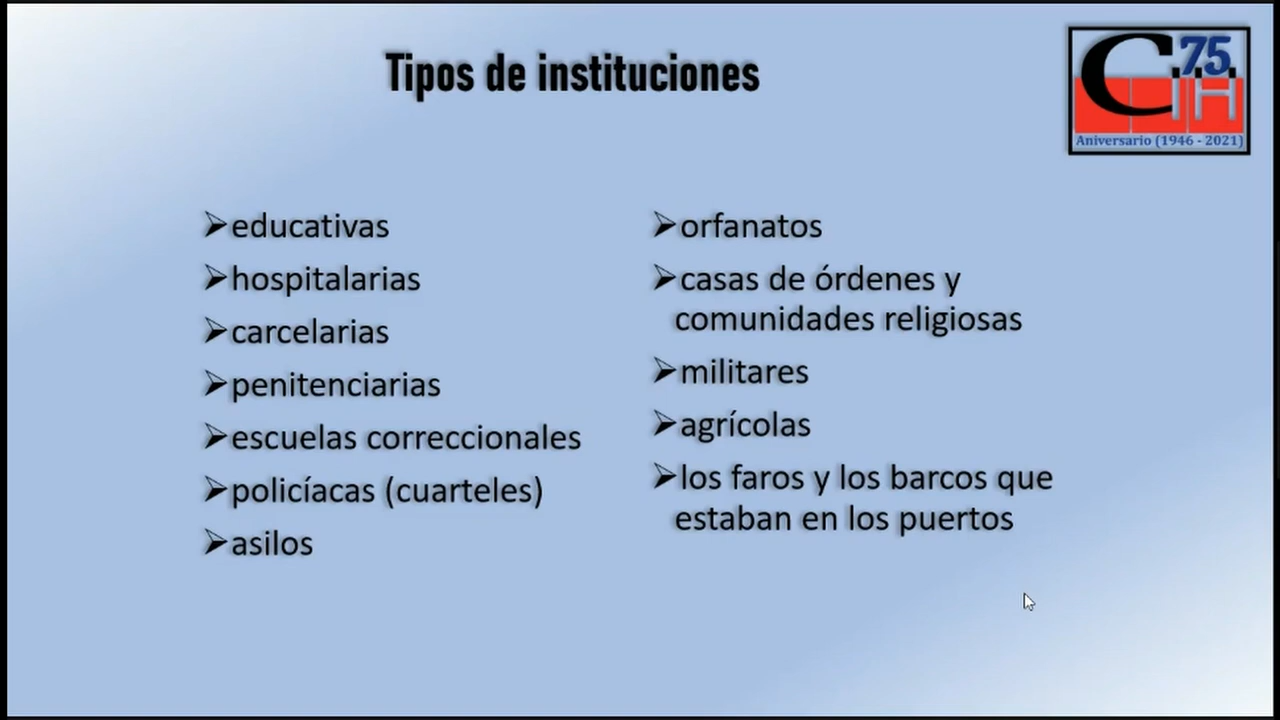 Tipos de instituciones
C 75
IH
Aniversario (1946 - 2021)
➢educativas
➢hospitalarias
➢carcelarias
➢penitenciarias
➢escuelas correccionales
➢policíacas (cuarteles)
➢asilos
➢orfanatos
➢casas de órdenes y
comunidades religiosas
➢militares
➢agrícolas
➢los faros y los barcos que
estaban en los puertos